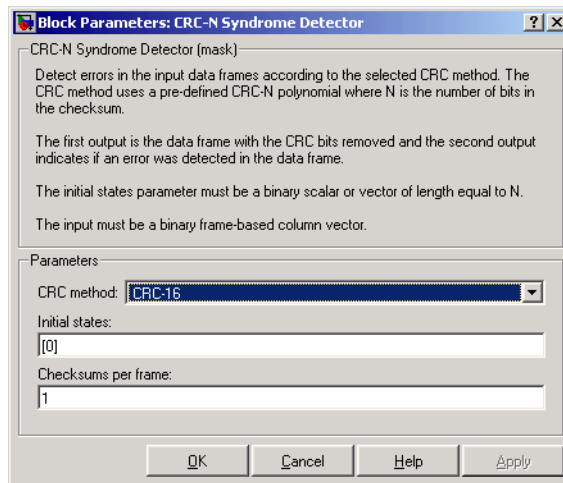 Block Parameters: CRC-N Syndrome Detector
CRC-N Syndrome Detector (mask)
Detect errors in the input data frames according to the selected CRC method. The
CRC method uses a pre-defined CRC-N polynomial where N is the number of bits in
the checksum.
The first output is the data frame with the CRC bits removed and the second output
indicates if an error was detected in the data frame.
The initial states parameter must be a binary scalar or vector of length equal to N.
The input must be a binary frame-based column vector.
Parameters
CRC method: CRC-16
Initial states:
[0]
Checksums per frame:
1
OK Cancel Help Apply